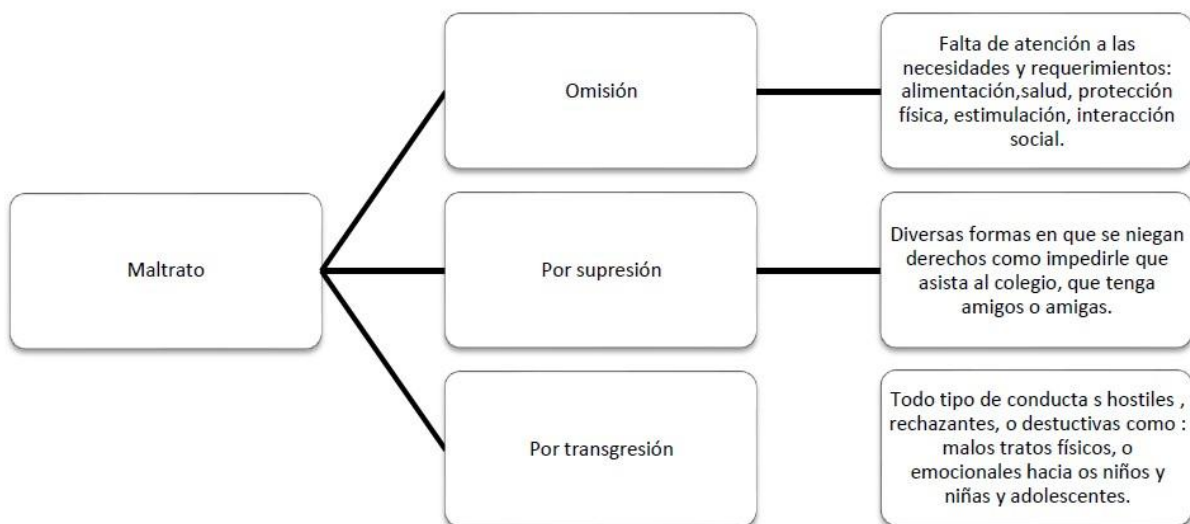 Maltrato
Omisión
Falta de atención a las
necesidades y requerimientos:
alimentación,salud, protección
física, estimulación, interacción
social.
Por supresión
Diversas formas en que se niegan
derechos como impedirle que
asista al colegio, que tenga
amigos o amigas.
Por transgresión
Todo tipo de conducta s hostiles ,
rechazantes, o destuctivas como :
malos tratos físicos, o
emocionales hacia os niños y
niñas y adolescentes.